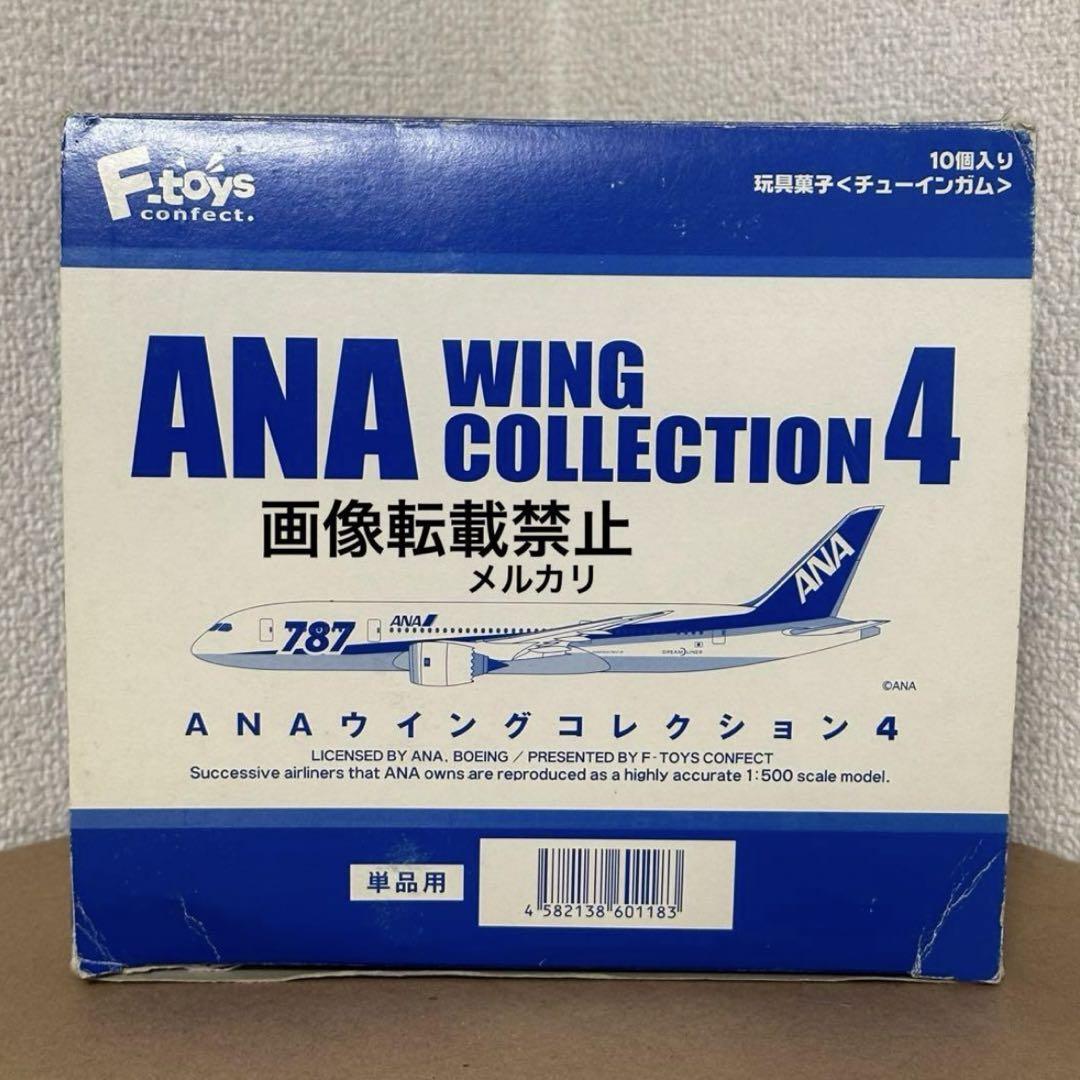 F-toys
confect.
10個入り
玩具菓子<チューインガム>
ANA WING
COLLECTION 4
画像転載禁止
メルカリ
ANA
787
ANA
DREAMLINER
©ANA
ANAウイングコレクション4
LICENSED BY ANA, BOEING / PRESENTED BY F-TOYS CONFECT
Successive airliners that ANA owns are reproduced as a highly accurate 1:500 scale model.
単品用
4 582138 601183